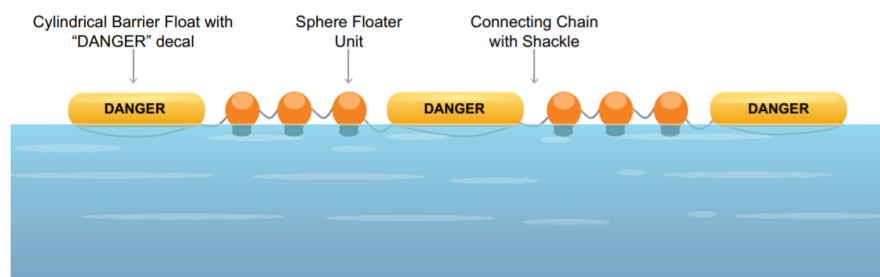 Cylindrical Barrier Float with
“DANGER” decal
Sphere Floater
Unit
Connecting Chain
with Shackle
DANGER
DANGER
DANGER